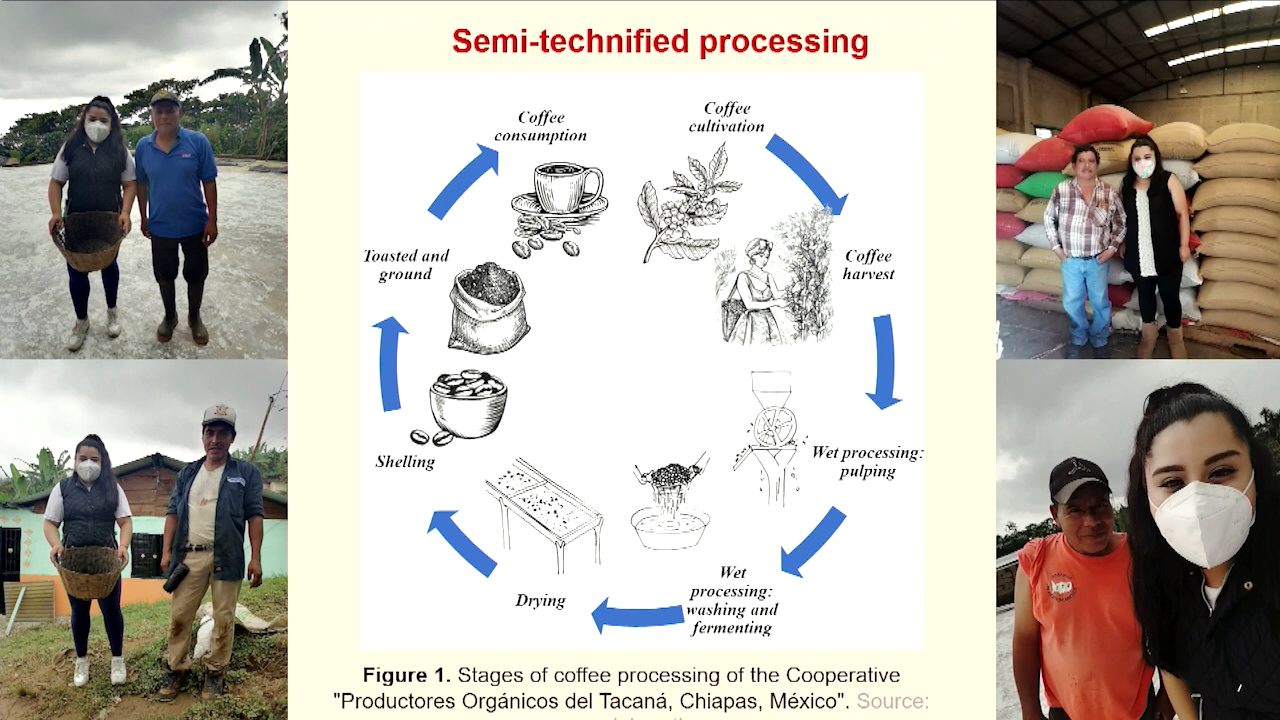 Semi-technified processing
Coffee
consumption
Coffee
cultivation
Toasted and
ground
Coffee
harvest
Shelling
Wet processing:
pulping
Drying
Wet
processing:
washing and
fermenting
Figure 1. Stages of coffee processing of the Cooperative
"Productores Orgánicos del Tacaná, Chiapas, México". Source: